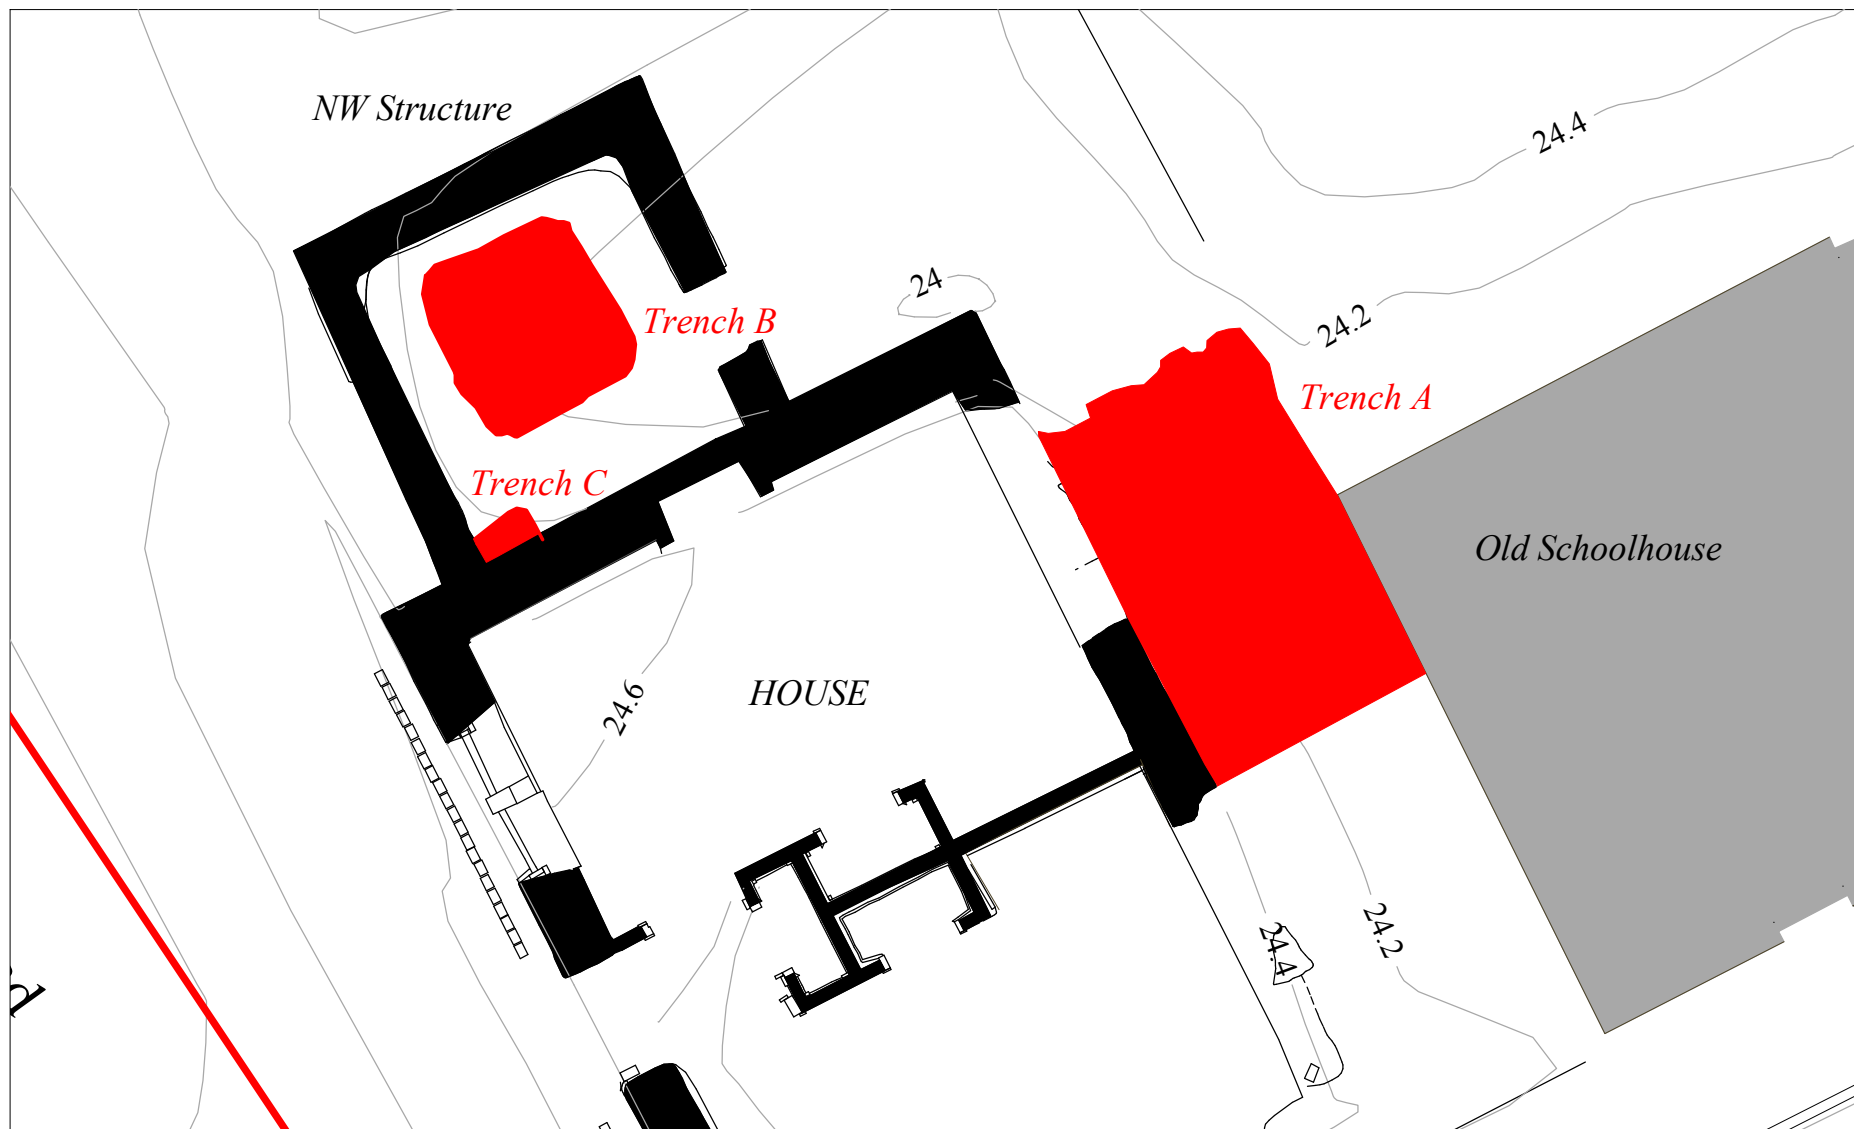 NW Structure
24.4
24
24.2
Trench B
Trench A
Trench C
Old Schoolhouse
HOUSE
24.6
24.4
24.2